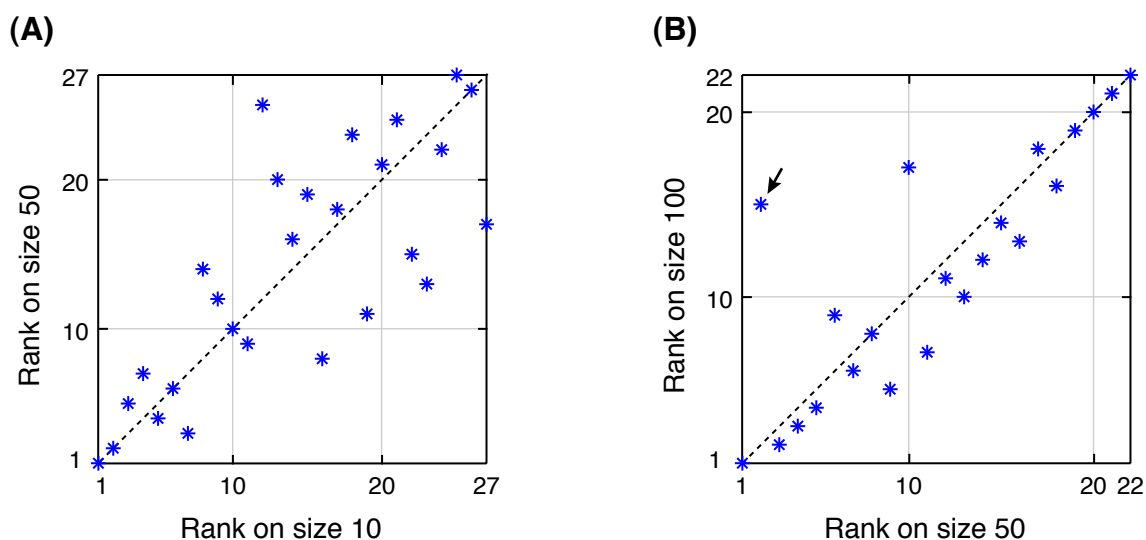 (A)
27
20
10
1
1 10 20 27
Rank on size 50
Rank on size 10
(B)
22
20
10
1
1 10 20 22
Rank on size 100
Rank on size 50